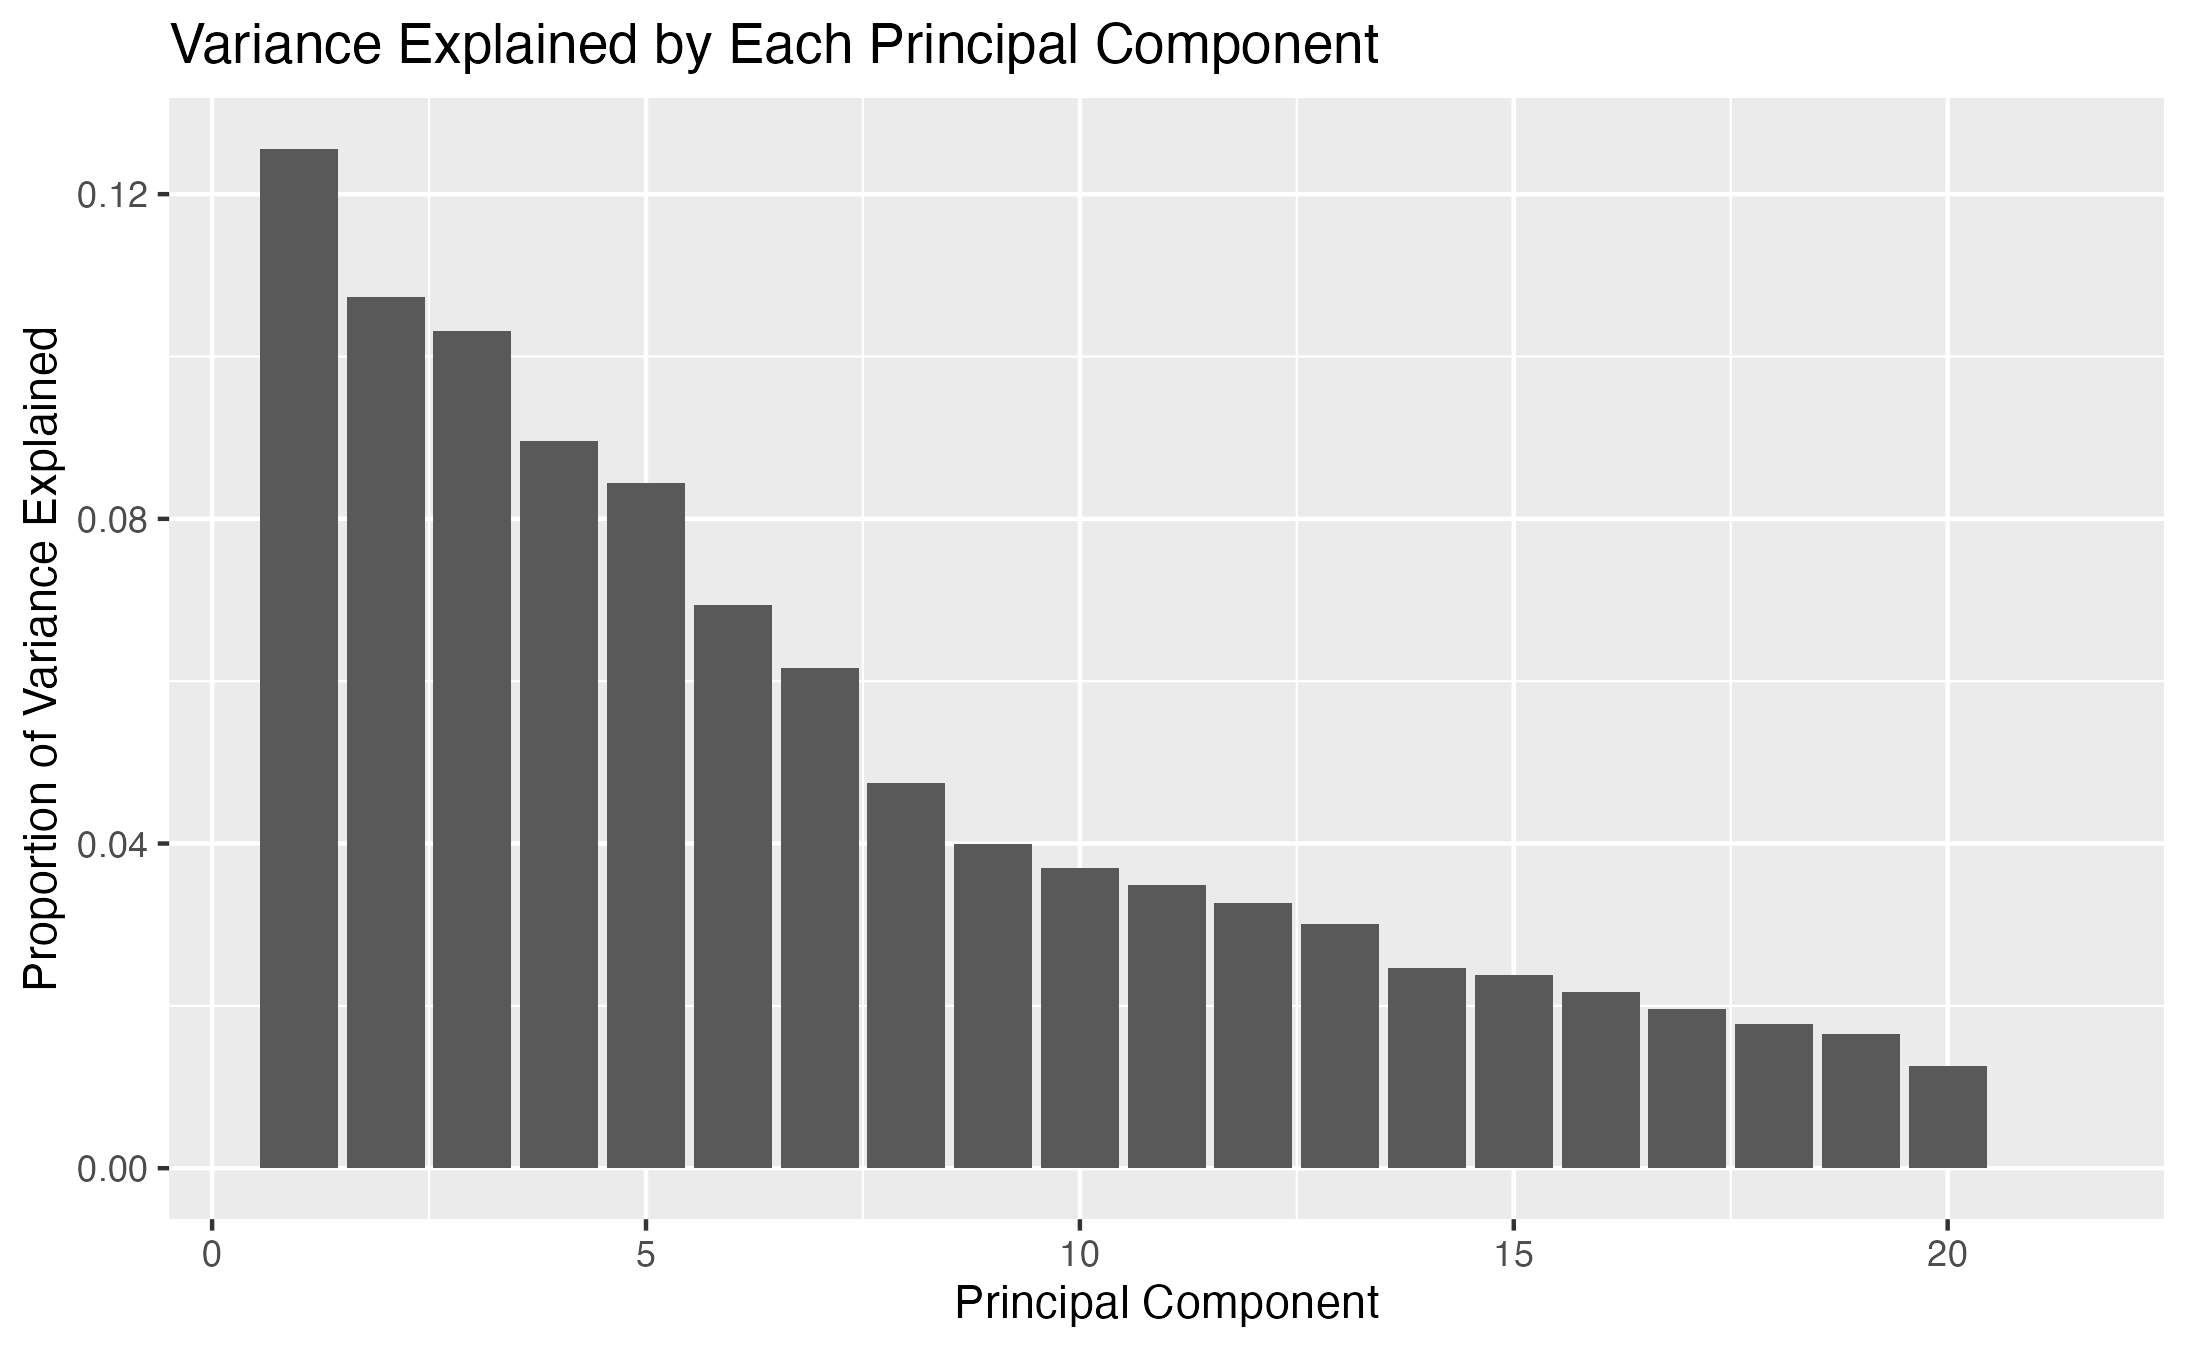 Variance Explained by Each Principal Component
Proportion of Variance Explained
0.12
0.08
0.04
0.00
0 5 10 15 20
Principal Component